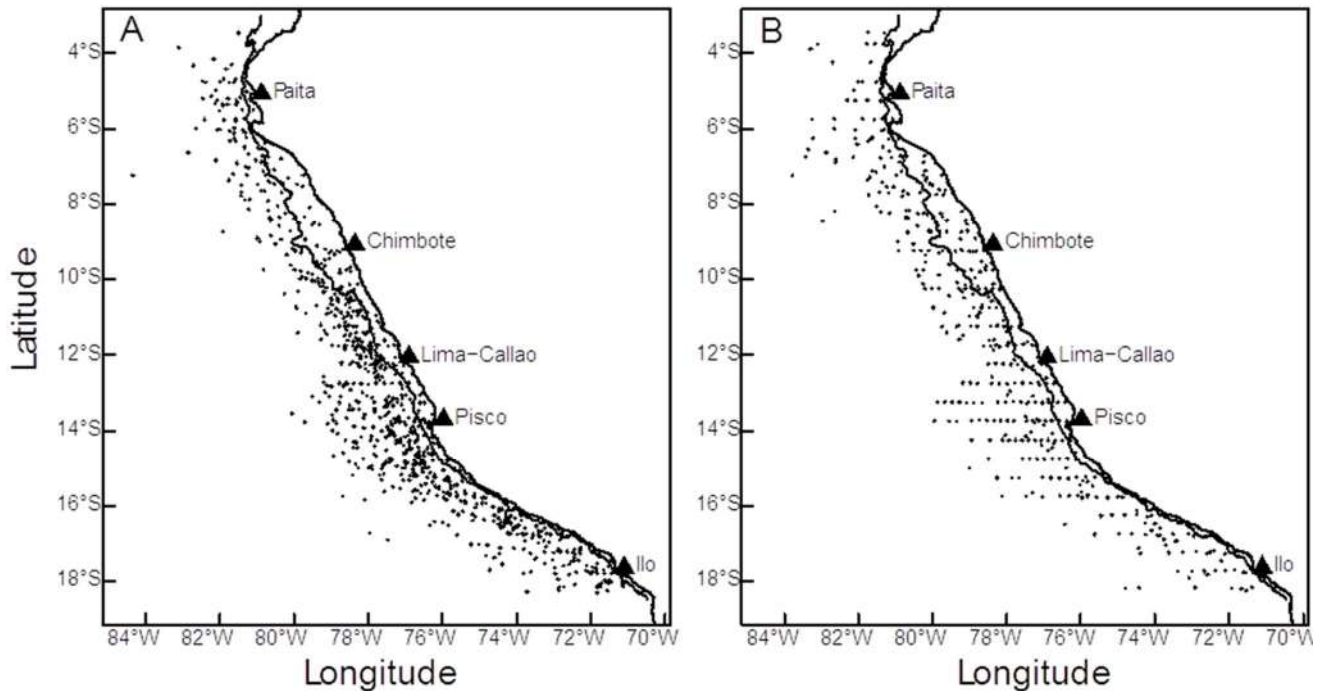 A
4°S
Paita
6°S
8°S
Chimbote
10°S
12°S
Lima-Callao
Pisco
14°S
16°S
Ilo
18°S
84°W 82°W 80°W 78°W 76°W 74°W 72°W 70°W
Longitude
Latitude
B
4°S
Paita
6°S
8°S
Chimbote
10°S
12°S
Lima-Callao
Pisco
14°S
16°S
Ilo
18°S
84°W 82°W 80°W 78°W 76°W 74°W 72°W 70°W
Longitude